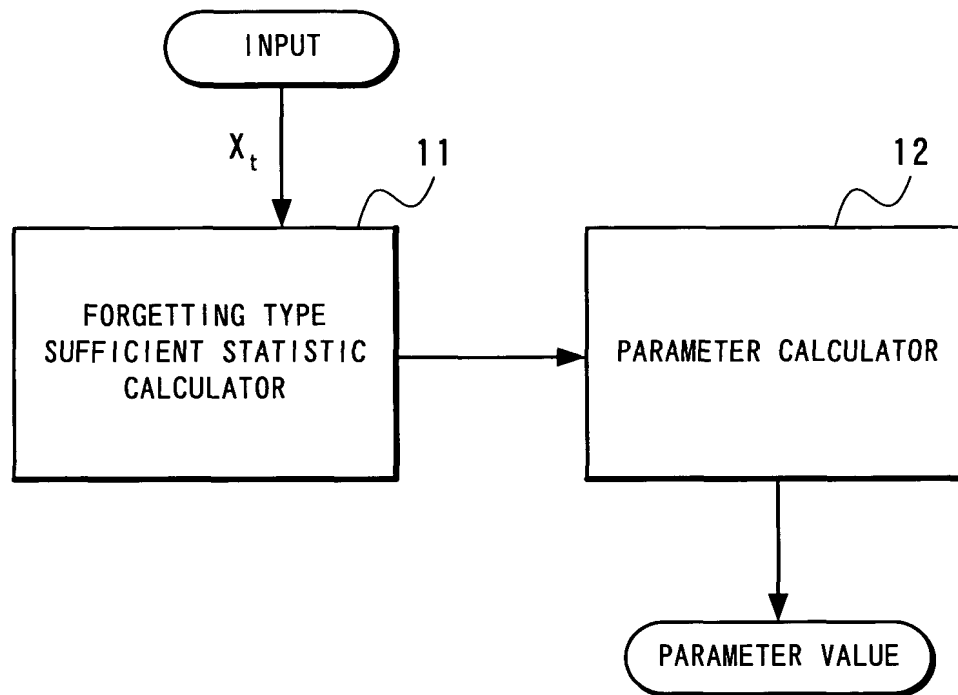 INPUT
X_t
11
12
FORGETTING TYPE
SUFFICIENT STATISTIC
CALCULATOR
PARAMETER CALCULATOR
PARAMETER VALUE